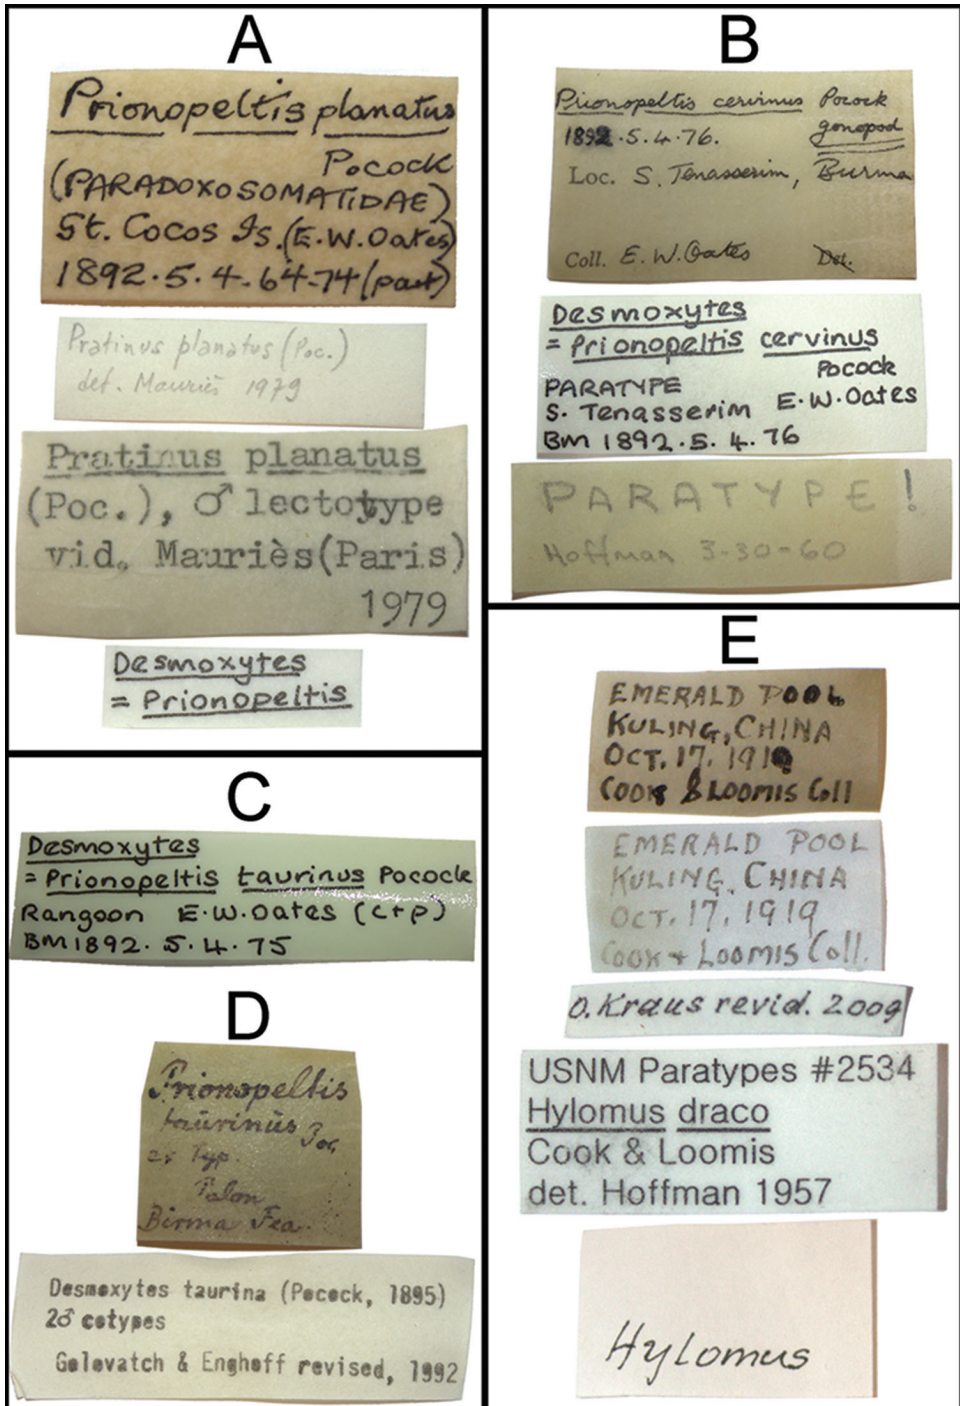 A
Prionopeltis planatus
Pocock
(PARADOXOSOMATIDAE)
St. Cocos Is. (E.W. Oates)
1892.5.4.64-74 (part)
Pratinus planatus (Poc.)
det. Mauriès 1979
Pratinus planatus
(Poc.), ♂ lectotype
vid. Mauriès (Paris)
1979
Desmoxytes
= Prionopeltis
B
Prionopeltis cervinus Pocock
1892.5.4.76. gonopod
Loc. S. Tenasserim, Burma
Coll. E.W. Oates Det.
Desmoxytes
= Prionopeltis cervinus
Pocock
PARATYPE
S. Tenasserim E.W. Oates
BM 1892.5.4.76
PARATYPE!
Hoffman 3-30-60
C
Desmoxytes
= Prionopeltis taurinus Pocock
Rangoon E.W. Oates (C+P)
BM 1892.5.4.75
D
Prionopeltis
taurinus Poc.
Typ.
Palon
Birma Fea.
Desmoxytes taurina (Pocock, 1895)
2♂ cotypes
Golovatch & Enghoff revised, 1992
E
EMERALD POOL
KULING, CHINA
OCT. 17, 1919
COOK & LOOMIS Coll
EMERALD POOL
KULING, CHINA
OCT. 17, 1919
COOK + LOOMIS Coll.
O. Kraus revid. 2009
USNM Paratypes #2534
Hylomus draco
Cook & Loomis
det. Hoffman 1957
Hylomus